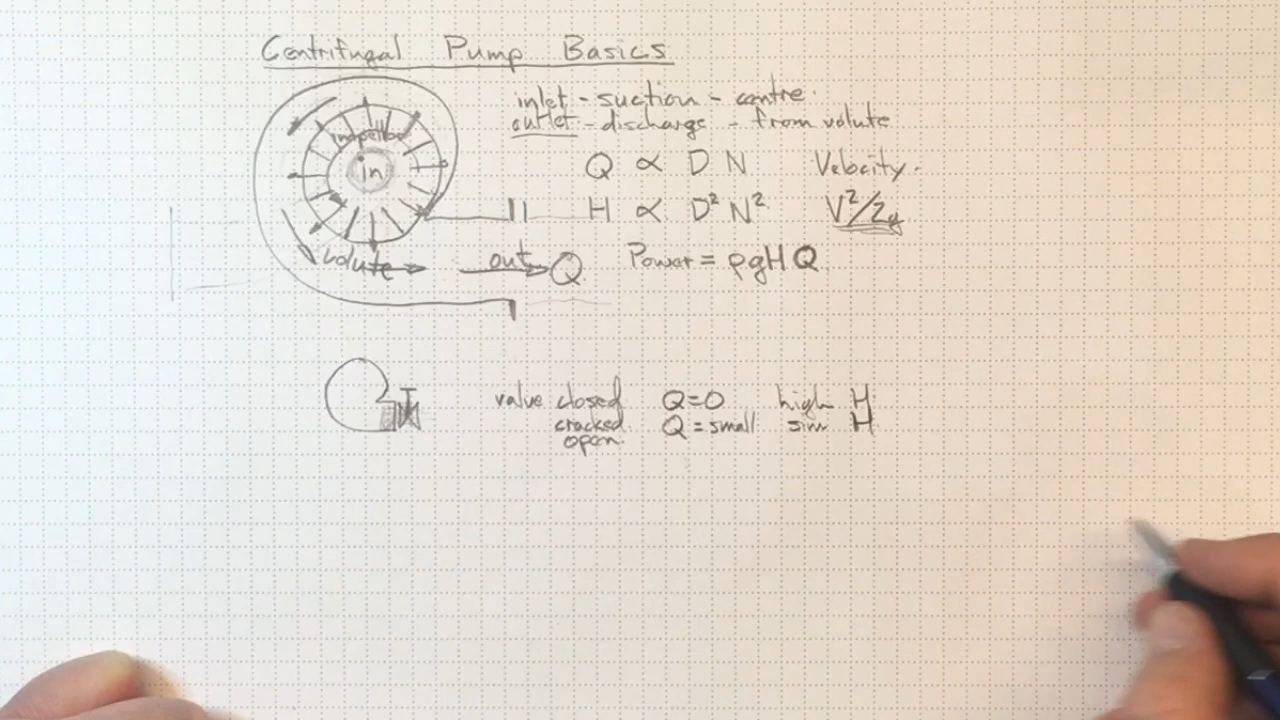 Centrifugal Pump Basics
inlet - suction - centre.
outlet - discharge - from volute
impeller
in
Q ∝ D N Velocity.
H ∝ D² N² V²/2g
volute
out Q
Power = ρgHQ
value closed Q=0 high H
cracked Q=small sim H
open.